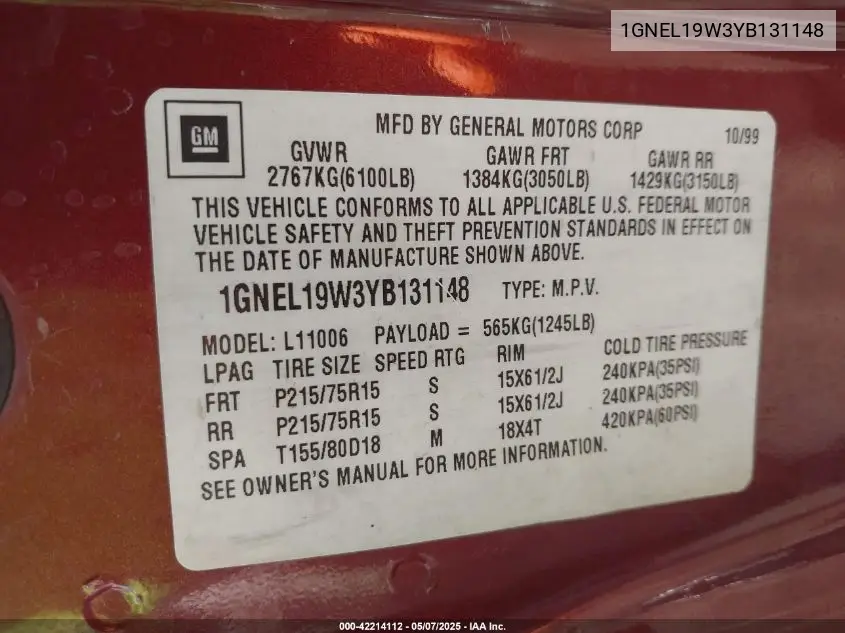 1GNEL19W3YB131148
GM
MFD BY GENERAL MOTORS CORP 10/99
GVWR GAWR FRT GAWR RR
2767KG(6100LB) 1384KG(3050LB) 1429KG(3150LB)
THIS VEHICLE CONFORMS TO ALL APPLICABLE U.S. FEDERAL MOTOR
VEHICLE SAFETY AND THEFT PREVENTION STANDARDS IN EFFECT ON
THE DATE OF MANUFACTURE SHOWN ABOVE.
1GNEL19W3YB131148 TYPE: M.P.V.
MODEL: L11006 PAYLOAD = 565KG(1245LB)
LPAG TIRE SIZE SPEED RTG RIM COLD TIRE PRESSURE
FRT P215/75R15 S 15X61/2J 240KPA(35PSI)
RR P215/75R15 S 15X61/2J 240KPA(35PSI)
SPA T155/80D18 M 18X4T 420KPA(60PSI)
SEE OWNER'S MANUAL FOR MORE INFORMATION.
000-42214112 - 05/07/2025 - IAA Inc.